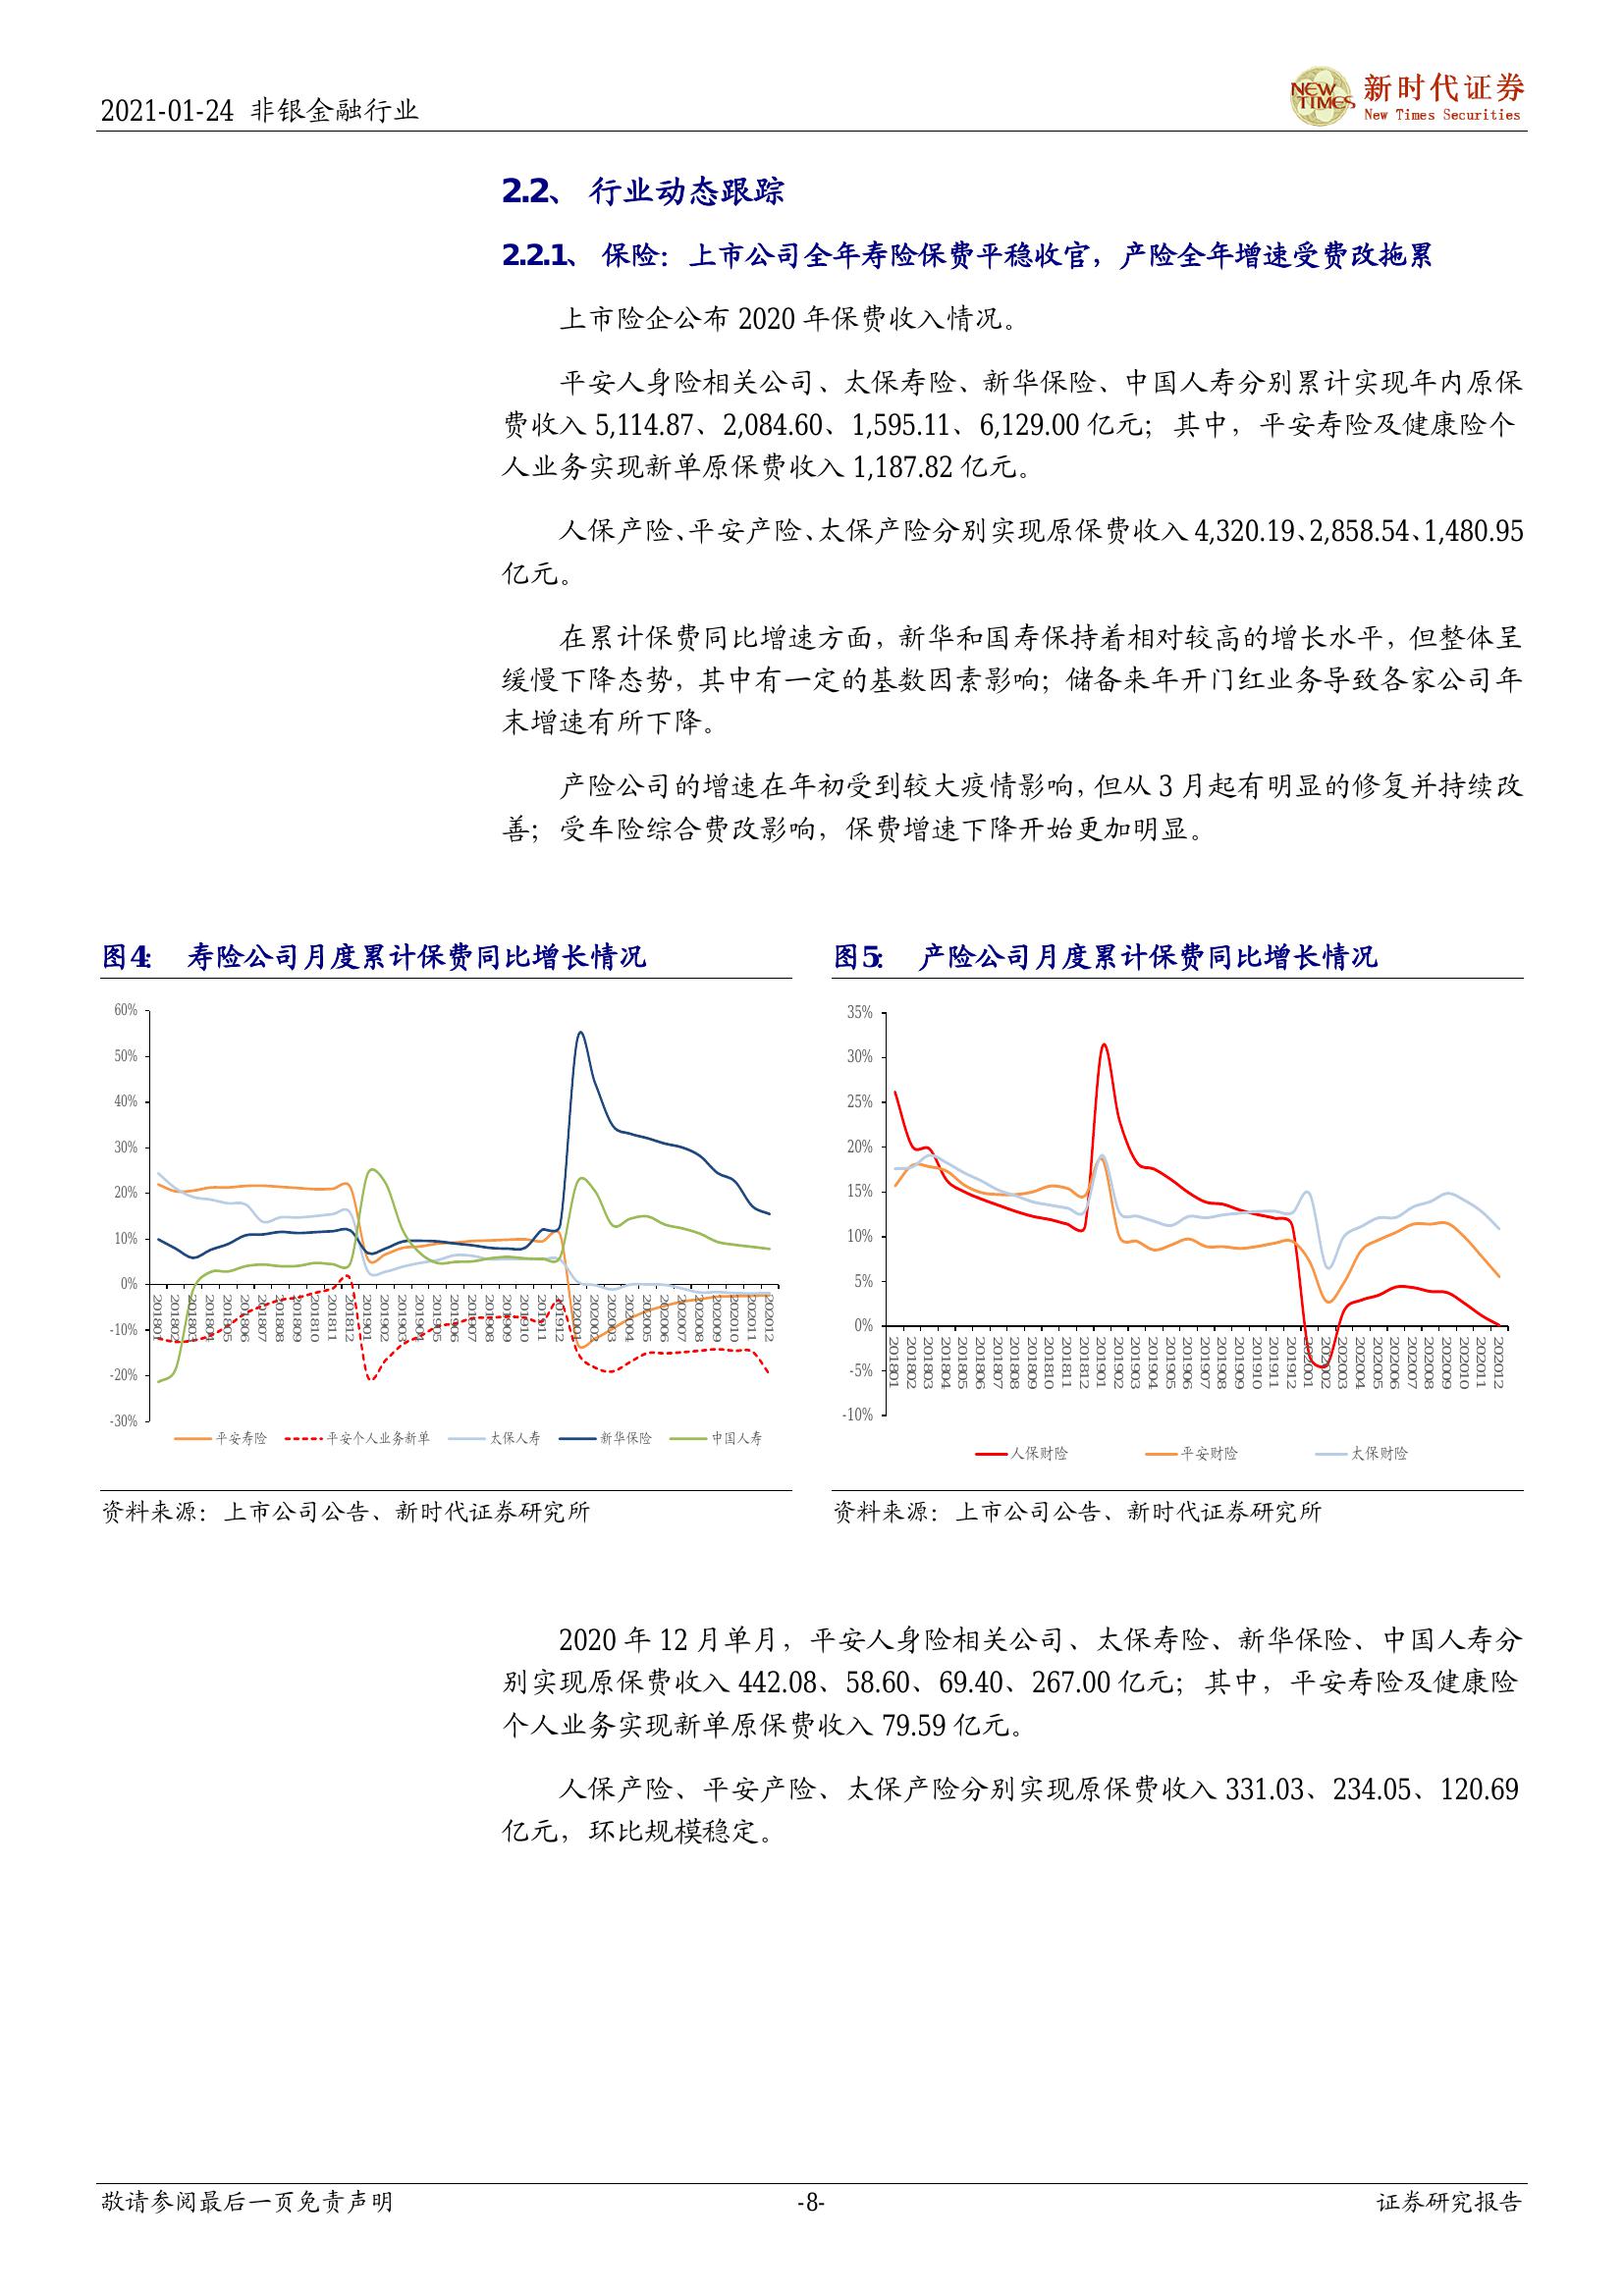 2021-01-24 非银金融行业
NEW TIMES
新时代证券
New Times Securities
2.2、 行业动态跟踪
2.2.1、 保险：上市公司全年寿险保费平稳收官，产险全年增速受费改拖累
上市险企公布 2020 年保费收入情况。
平安人身险相关公司、太保寿险、新华保险、中国人寿分别累计实现年内原保
费收入 5,114.87、2,084.60、1,595.11、6,129.00 亿元；其中，平安寿险及健康险个
人业务实现新单原保费收入 1,187.82 亿元。
人保产险、平安产险、太保产险分别实现原保费收入 4,320.19、2,858.54、1,480.95
亿元。
在累计保费同比增速方面，新华和国寿保持着相对较高的增长水平，但整体呈
缓慢下降态势，其中有一定的基数因素影响；储备来年开门红业务导致各家公司年
末增速有所下降。
产险公司的增速在年初受到较大疫情影响，但从 3 月起有明显的修复并持续改
善；受车险综合费改影响，保费增速下降开始更加明显。
图4： 寿险公司月度累计保费同比增长情况
60%
50%
40%
30%
20%
10%
0%
-10%
-20%
-30%
201801 201802 201803 201804 201805 201806 201807 201808 201809 201810 201811 201812 201901 201902 201903 201904 201905 201906 201907 201908 201909 201910 201911 201912 202001 202002 202003 202004 202005 202006 202007 202008 202009 202010 202011 202012
平安寿险 平安个人业务新单 太保人寿 新华保险 中国人寿
资料来源：上市公司公告、新时代证券研究所
图5： 产险公司月度累计保费同比增长情况
35%
30%
25%
20%
15%
10%
5%
0%
-5%
-10%
201801 201802 201803 201804 201805 201806 201807 201808 201809 201810 201811 201812 201901 201902 201903 201904 201905 201906 201907 201908 201909 201910 201911 201912 202001 202002 202003 202004 202005 202006 202007 202008 202009 202010 202011 202012
人保财险 平安财险 太保财险
资料来源：上市公司公告、新时代证券研究所
2020 年 12 月单月，平安人身险相关公司、太保寿险、新华保险、中国人寿分
别实现原保费收入 442.08、58.60、69.40、267.00 亿元；其中，平安寿险及健康险
个人业务实现新单原保费收入 79.59 亿元。
人保产险、平安产险、太保产险分别实现原保费收入 331.03、234.05、120.69
亿元，环比规模稳定。
敬请参阅最后一页免责声明
-8-
证券研究报告